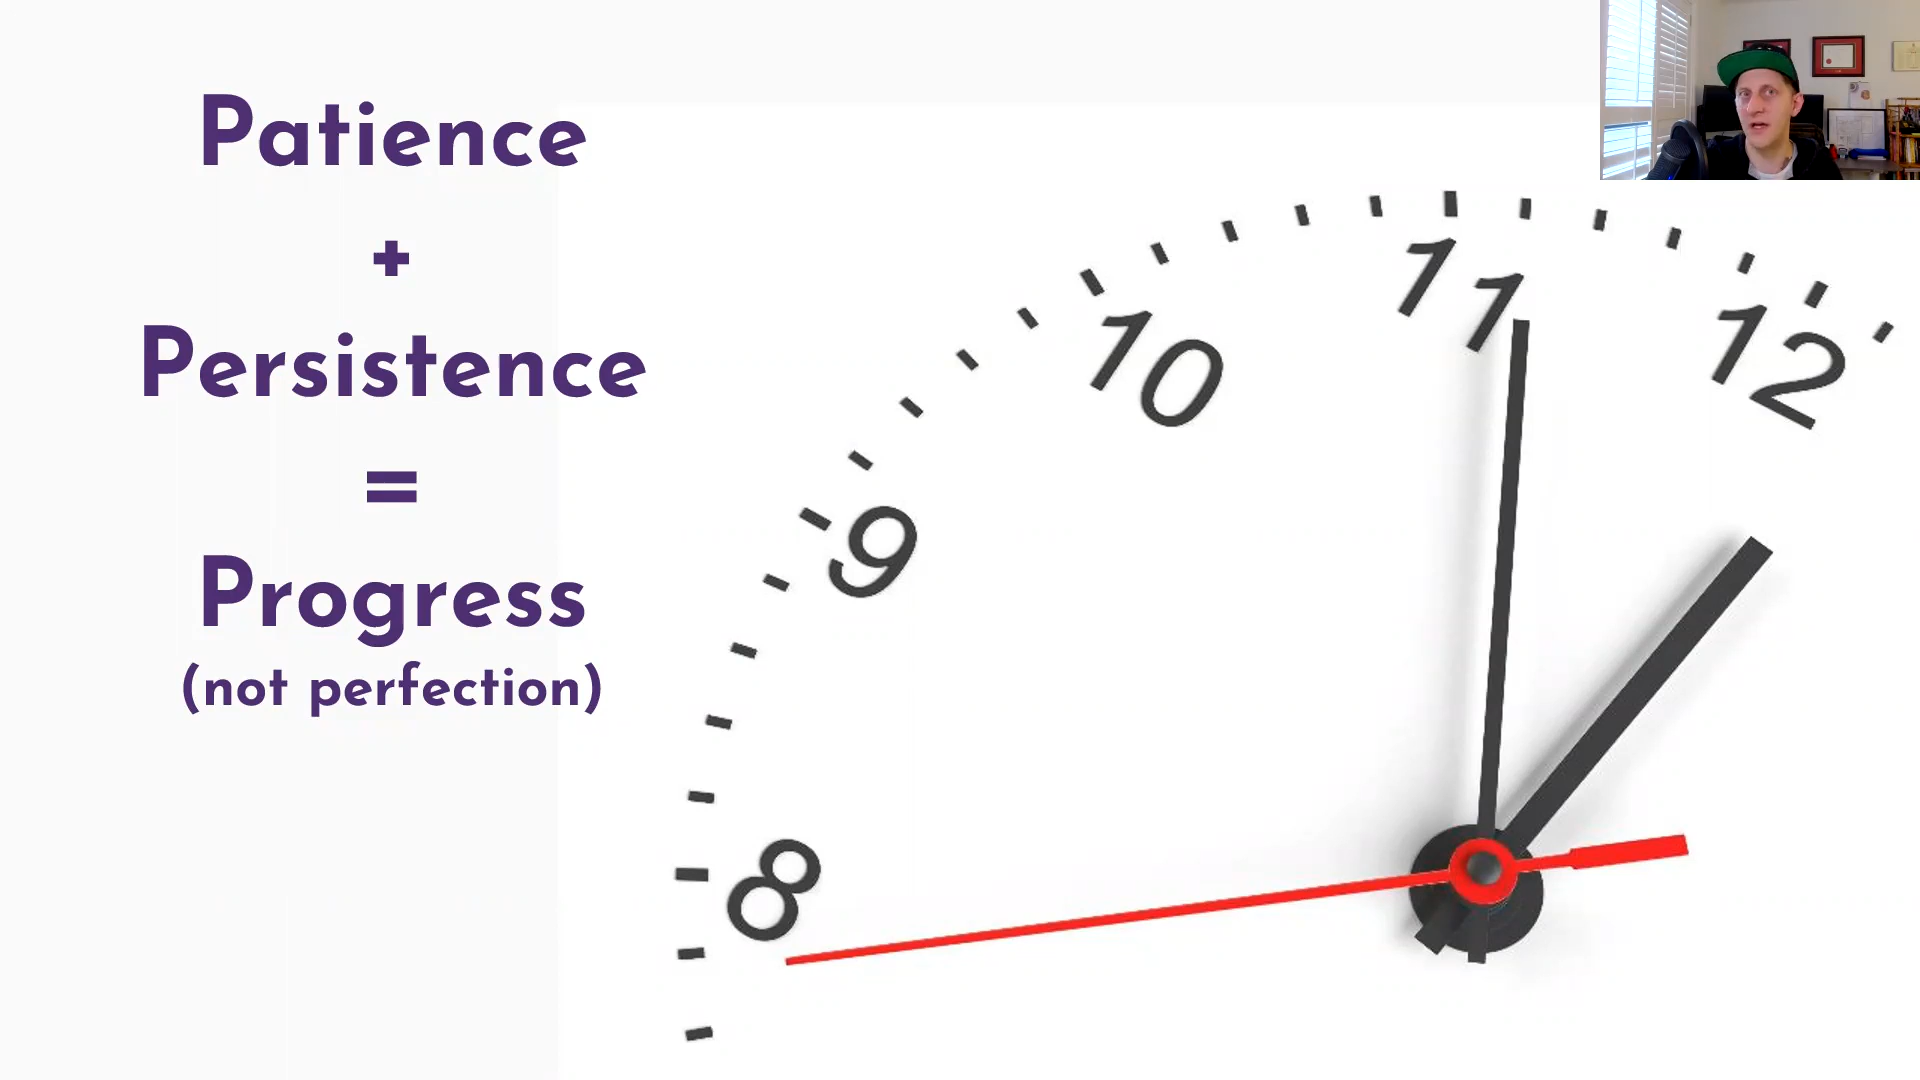 Patience
+
Persistence
=
Progress
(not perfection)
11
12
10
9
8